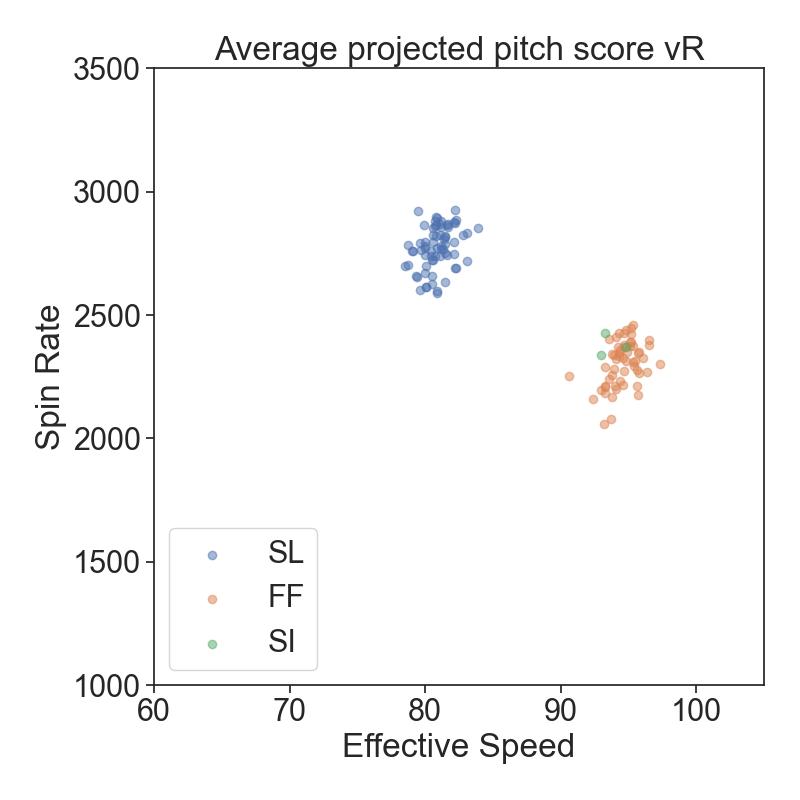 Average projected pitch score vR
3500
3000
2500
2000
1500
1000
Spin Rate
SL
FF
SI
60 70 80 90 100
Effective Speed